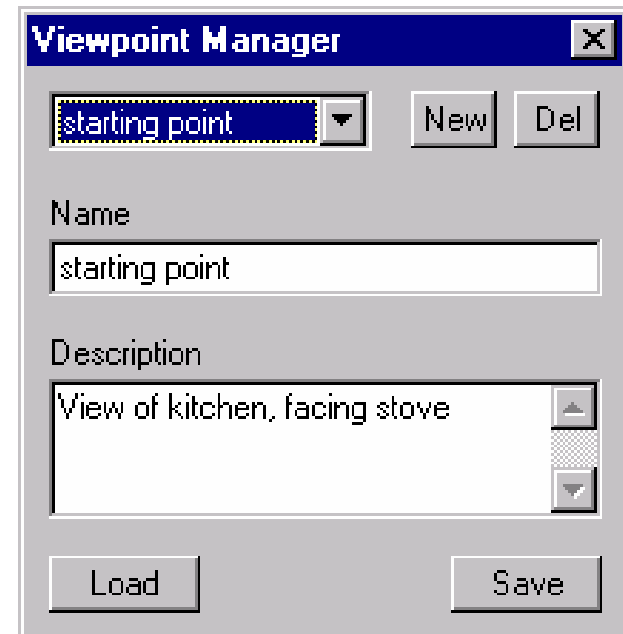 Viewpoint Manager
starting point New Del
Name
starting point
Description
View of kitchen, facing stove
Load Save